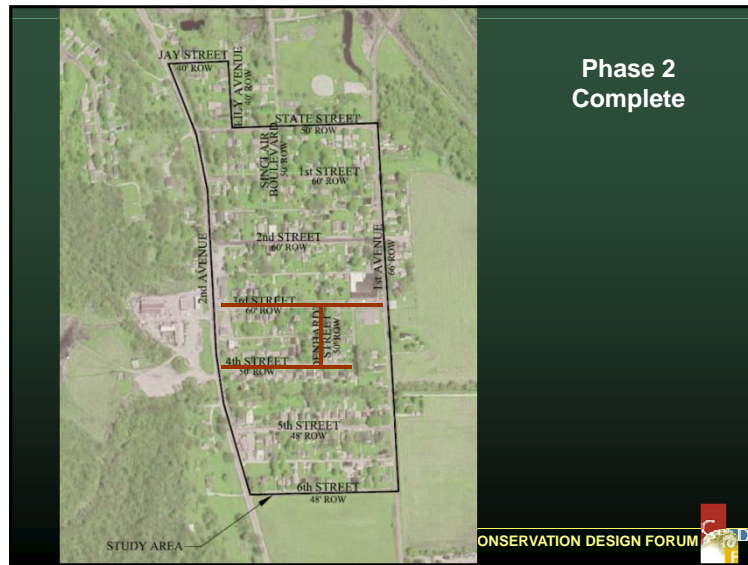 Phase 2
Complete
JAY STREET
40' ROW
LILY AVENUE
40' ROW
STATE STREET
50' ROW
SINCLAIR
BOULEVARD
50' ROW
1st STREET
60' ROW
2nd STREET
60' ROW
2nd AVENUE
1st AVENUE
66' ROW
3rd STREET
60' ROW
STREET
50' ROW
4th STREET
50' ROW
5th STREET
48' ROW
6th STREET
48' ROW
STUDY AREA
ONSERVATION DESIGN FORUM
C
D
F